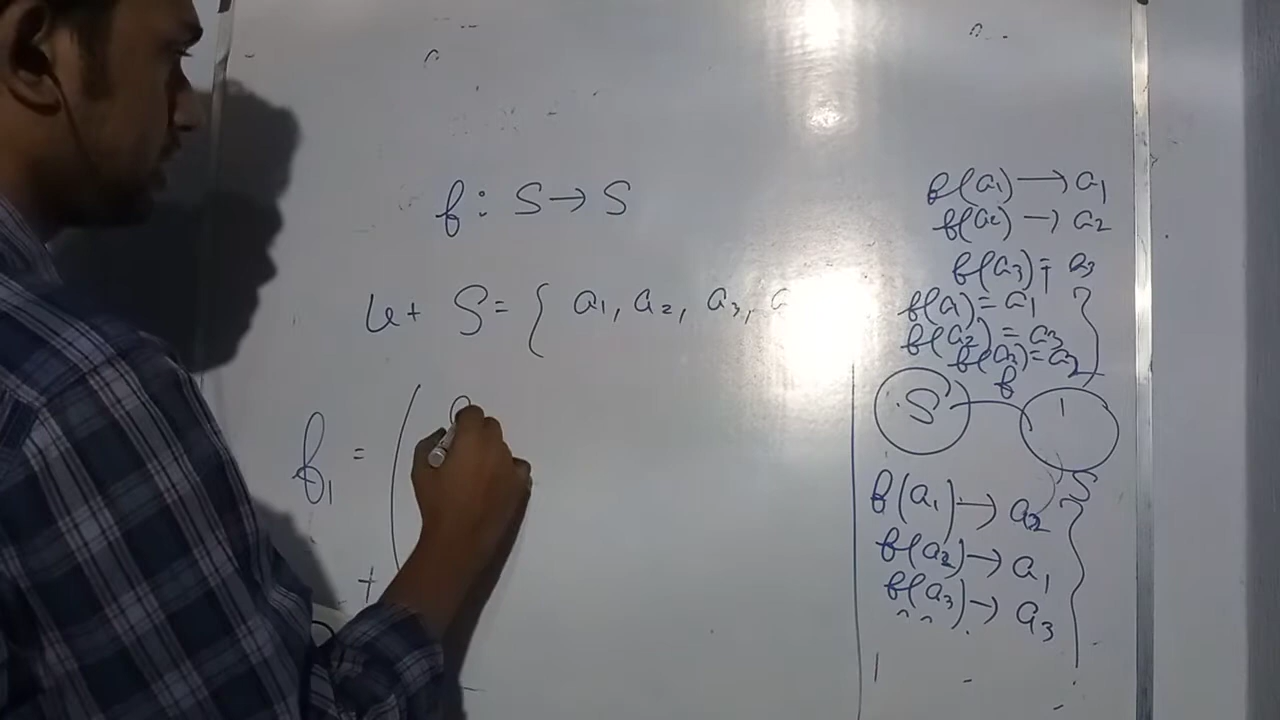 f : S → S
Let S = { a₁, a₂, a₃, a
f₁ = ( a
f(a₁) → a₁
f(a₂) → a₂
f(a₃) = a₃
f(a) = a₁
f(a₂) = a₃
f(a₃) = a₂
f
S
S
f(a₁) → a₂
f(a₂) → a₁
f(a₃) → a₃